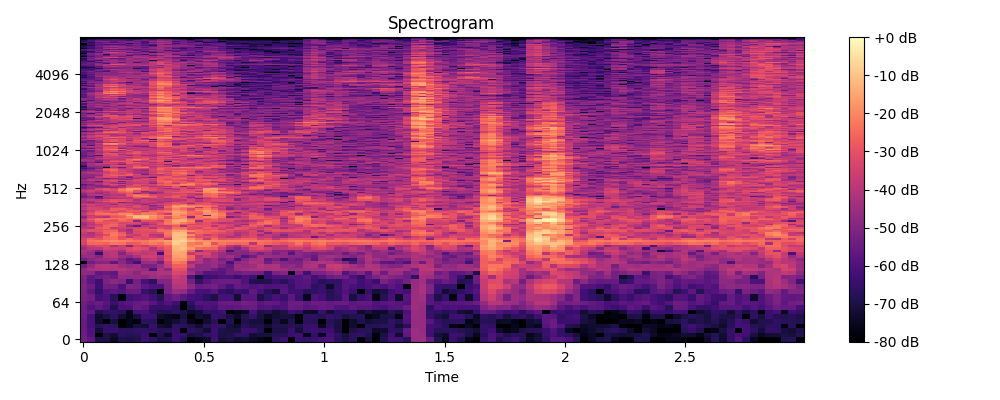 Spectrogram
Hz
4096
2048
1024
512
256
128
64
0
0
0.5
1
1.5
2
2.5
Time
+0 dB
-10 dB
-20 dB
-30 dB
-40 dB
-50 dB
-60 dB
-70 dB
-80 dB